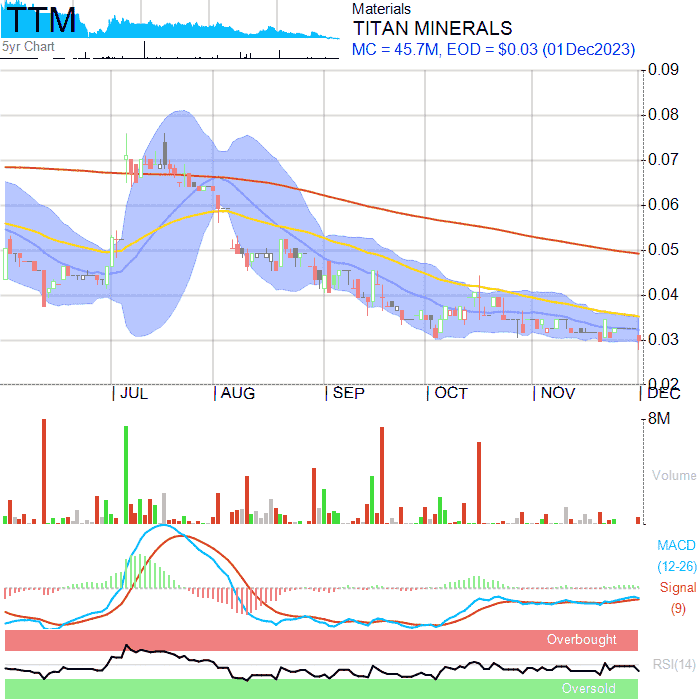 TTM
5yr Chart
Materials
TITAN MINERALS
MC = 45.7M, EOD = $0.03 (01Dec2023)
0.09
0.08
0.07
0.06
0.05
0.04
0.03
0.02
JUL AUG SEP OCT NOV DEC
8M
Volume
MACD
(12-26)
Signal
(9)
Overbought
RSI(14)
Oversold